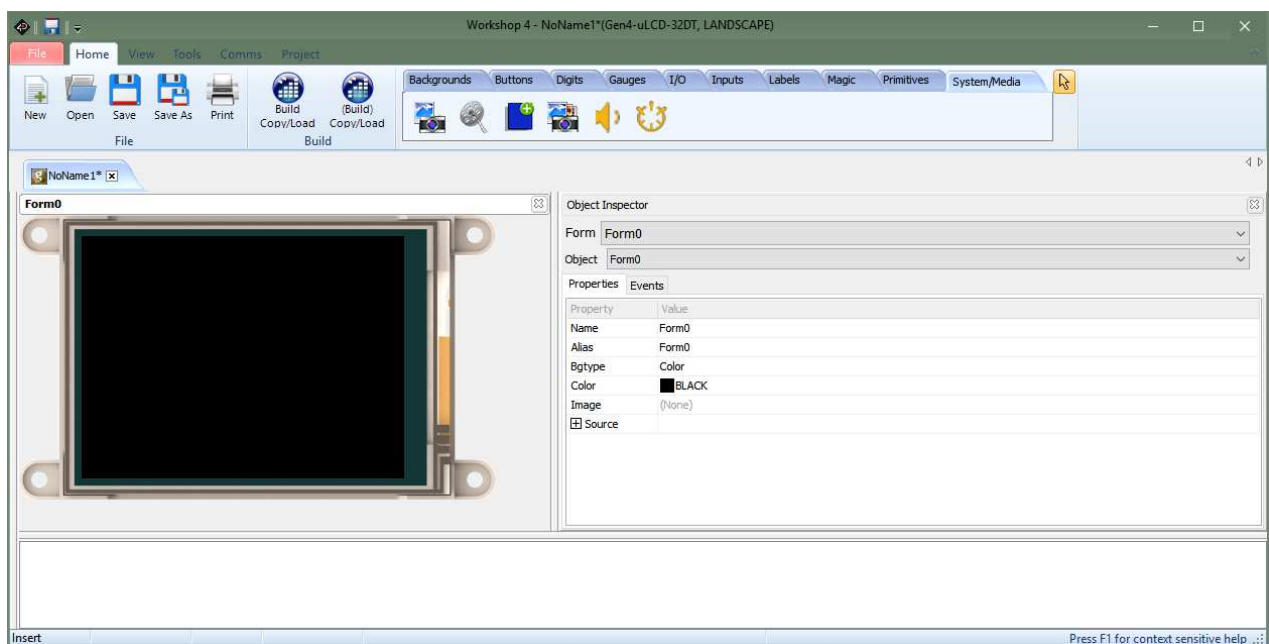 Workshop 4 - NoName1*(Gen4-uLCD-32DT, LANDSCAPE)
File Home View Tools Comms Project
Backgrounds Buttons Digits Gauges I/O Inputs Labels Magic Primitives System/Media
New Open Save Save As Print Build Copy/Load (Build) Copy/Load
File Build
NoName1*
Form0 Object Inspector
Form Form0
Object Form0
Properties Events
Property Value
Name Form0
Alias Form0
Bgtype Color
Color BLACK
Image (None)
Source
Insert Press F1 for context sensitive help